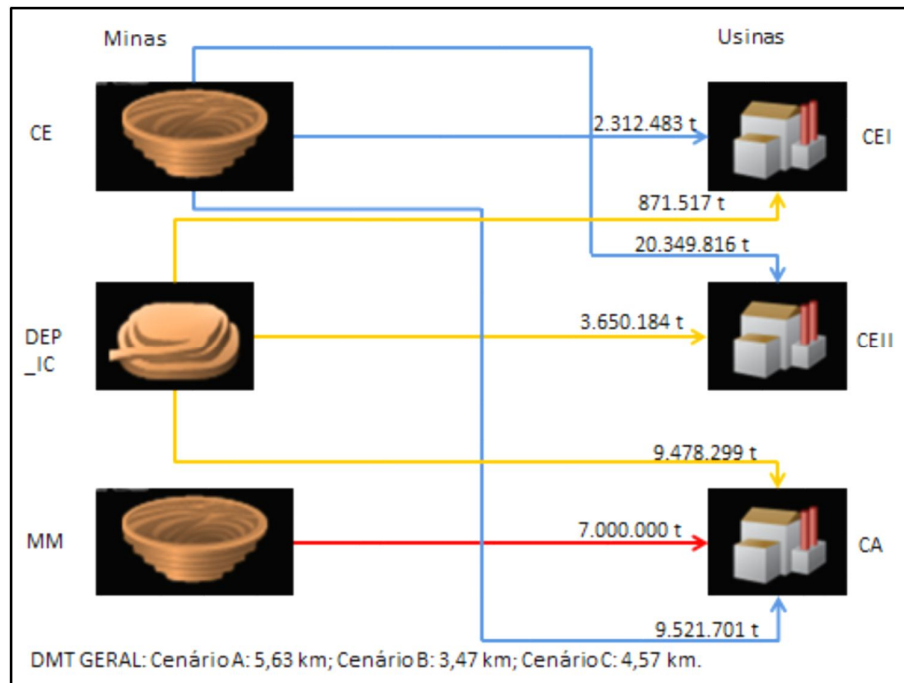 Minas
Usinas
CE
2.312.483 t
CEI
871.517 t
20.349.816 t
DEP
_IC
3.650.184 t
CEII
9.478.299 t
MM
7.000.000 t
CA
9.521.701 t
DMT GERAL: Cenário A: 5,63 km; Cenário B: 3,47 km; Cenário C: 4,57 km.